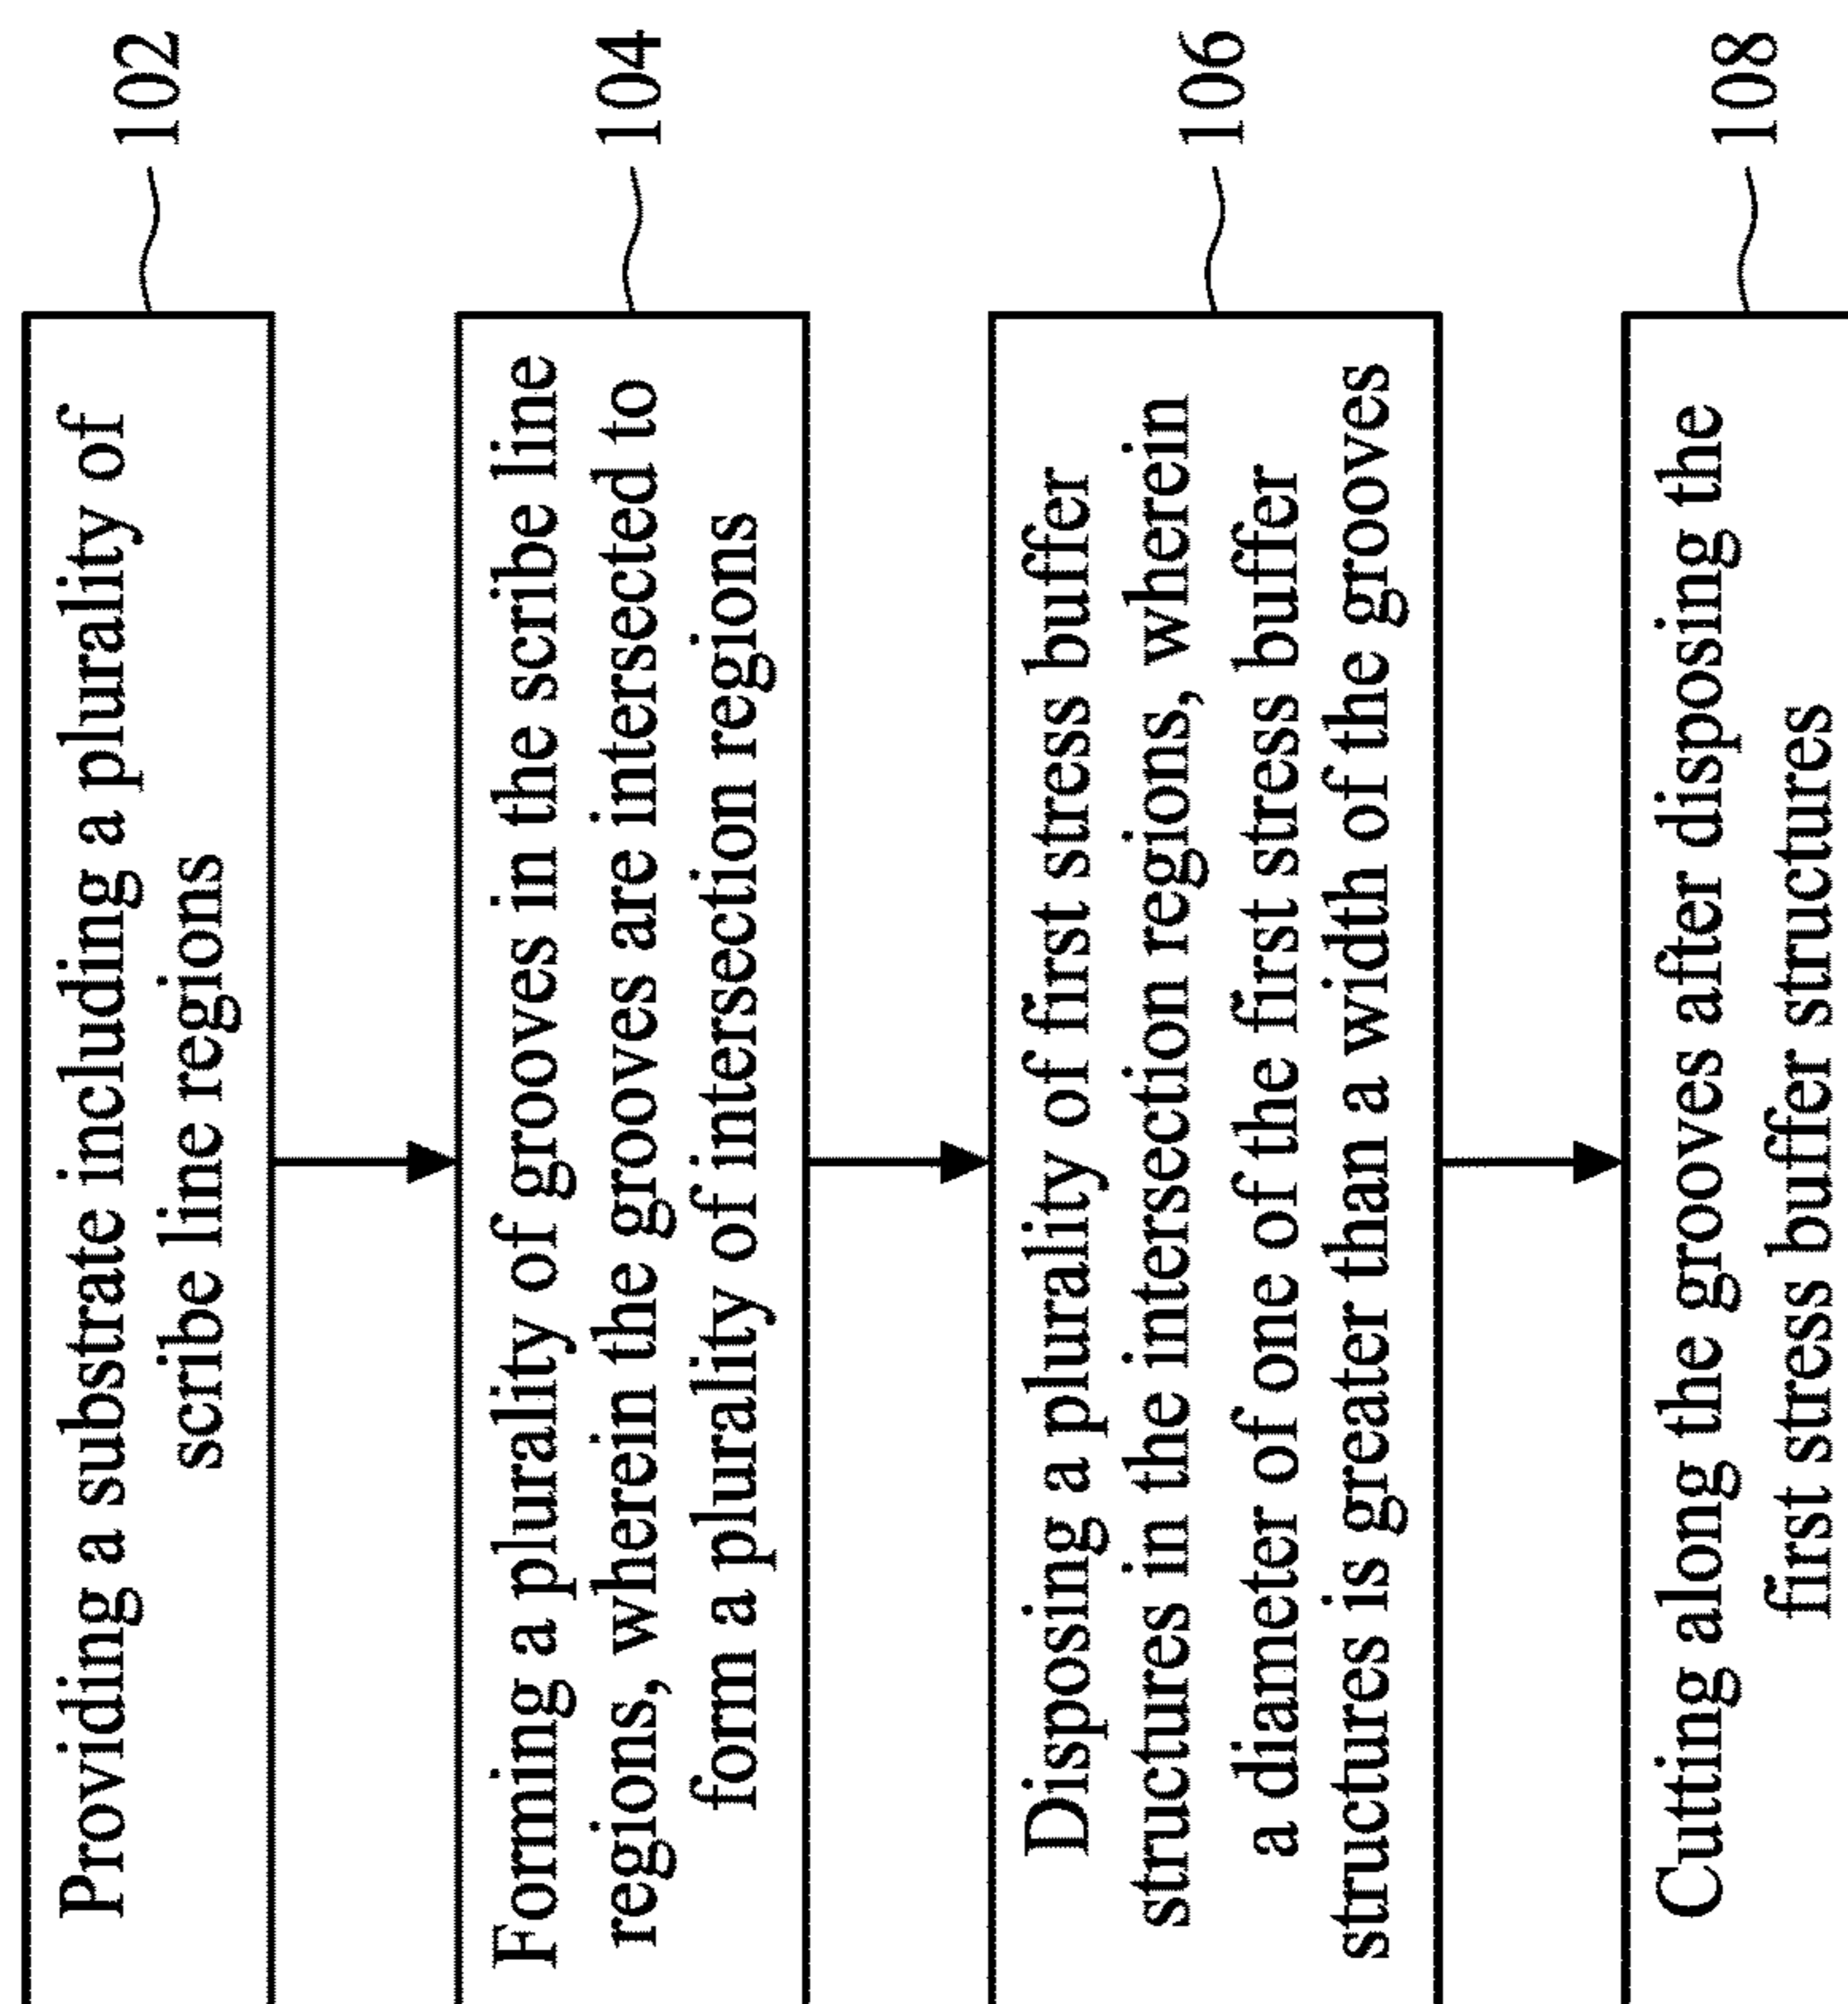 Providing a substrate including a plurality of
scribe line regions
102
Forming a plurality of grooves in the scribe line
regions, wherein the grooves are intersected to
form a plurality of intersection regions
104
Disposing a plurality of first stress buffer
structures in the intersection regions, wherein
a diameter of one of the first stress buffer
structures is greater than a width of the grooves
106
Cutting along the grooves after disposing the
first stress buffer structures
108